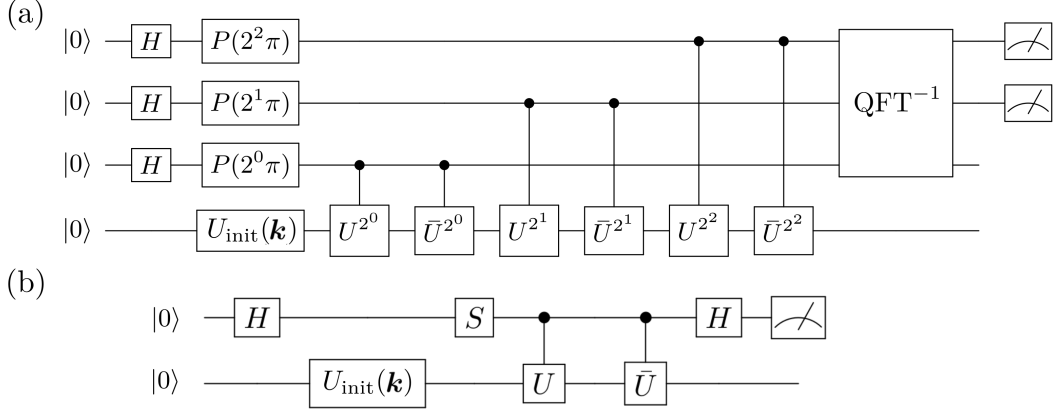 (a)
|0⟩ H P(2²π)
|0⟩ H P(2¹π) QFT⁻¹
|0⟩ H P(2⁰π)
|0⟩ U_init(𝒌) U^{2⁰} Ū^{2⁰} U^{2¹} Ū^{2¹} U^{2²} Ū^{2²}
(b)
|0⟩ H S H
|0⟩ U_init(𝒌) U Ū